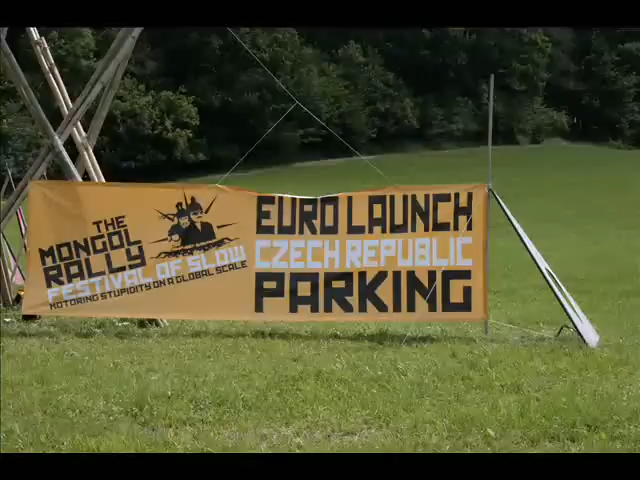 THE
MONGOL
RALLY
FESTIVAL OF SLOW
MOTORING STUPIDITY ON A GLOBAL SCALE
EURO LAUNCH
CZECH REPUBLIC
PARKING